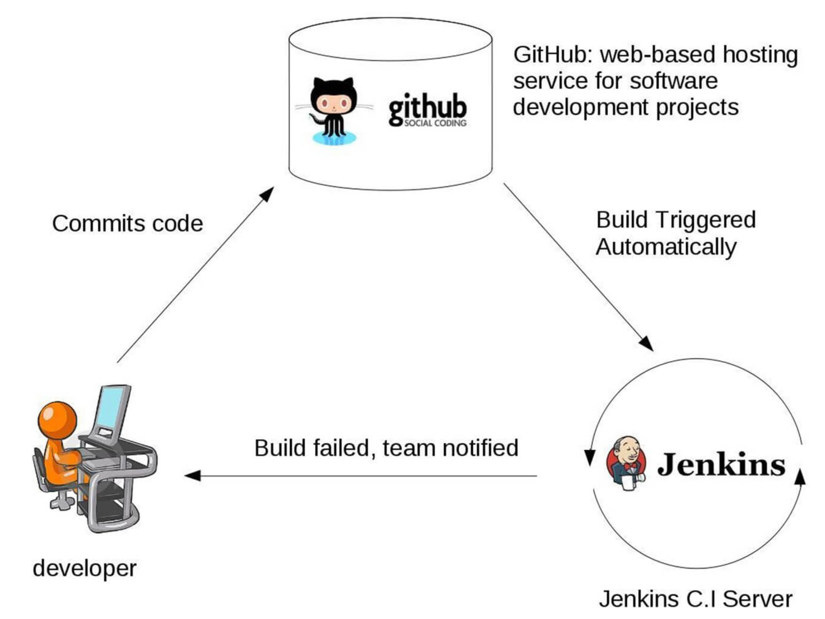 GitHub: web-based hosting
service for software
development projects
github
SOCIAL CODING
Commits code
Build Triggered
Automatically
Build failed, team notified
Jenkins
developer
Jenkins C.I Server